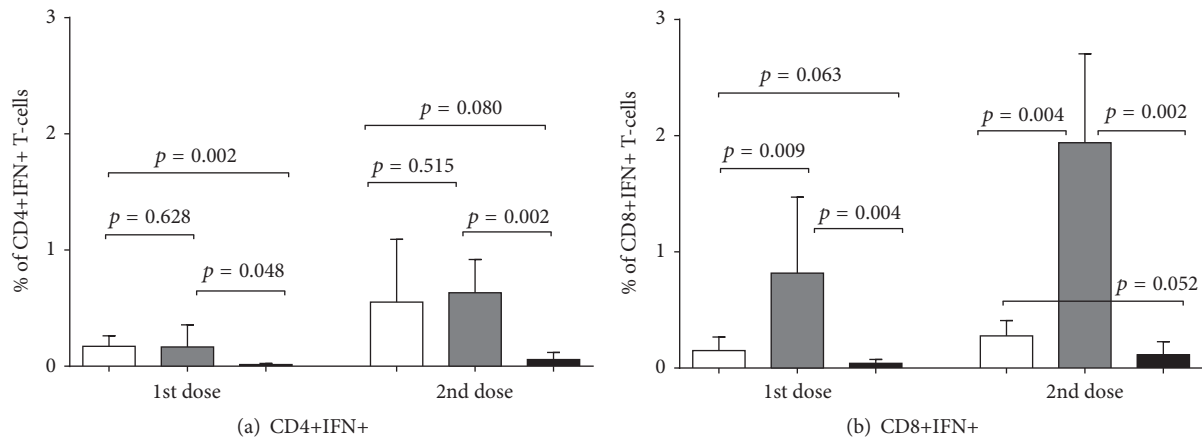 3
2
1
0
% of CD4+IFN+ T-cells
p = 0.080
p = 0.002
p = 0.515
p = 0.628
p = 0.002
p = 0.048
1st dose
2nd dose
(a) CD4+IFN+
3
2
1
0
% of CD8+IFN+ T-cells
p = 0.063
p = 0.004
p = 0.002
p = 0.009
p = 0.004
p = 0.052
1st dose
2nd dose
(b) CD8+IFN+